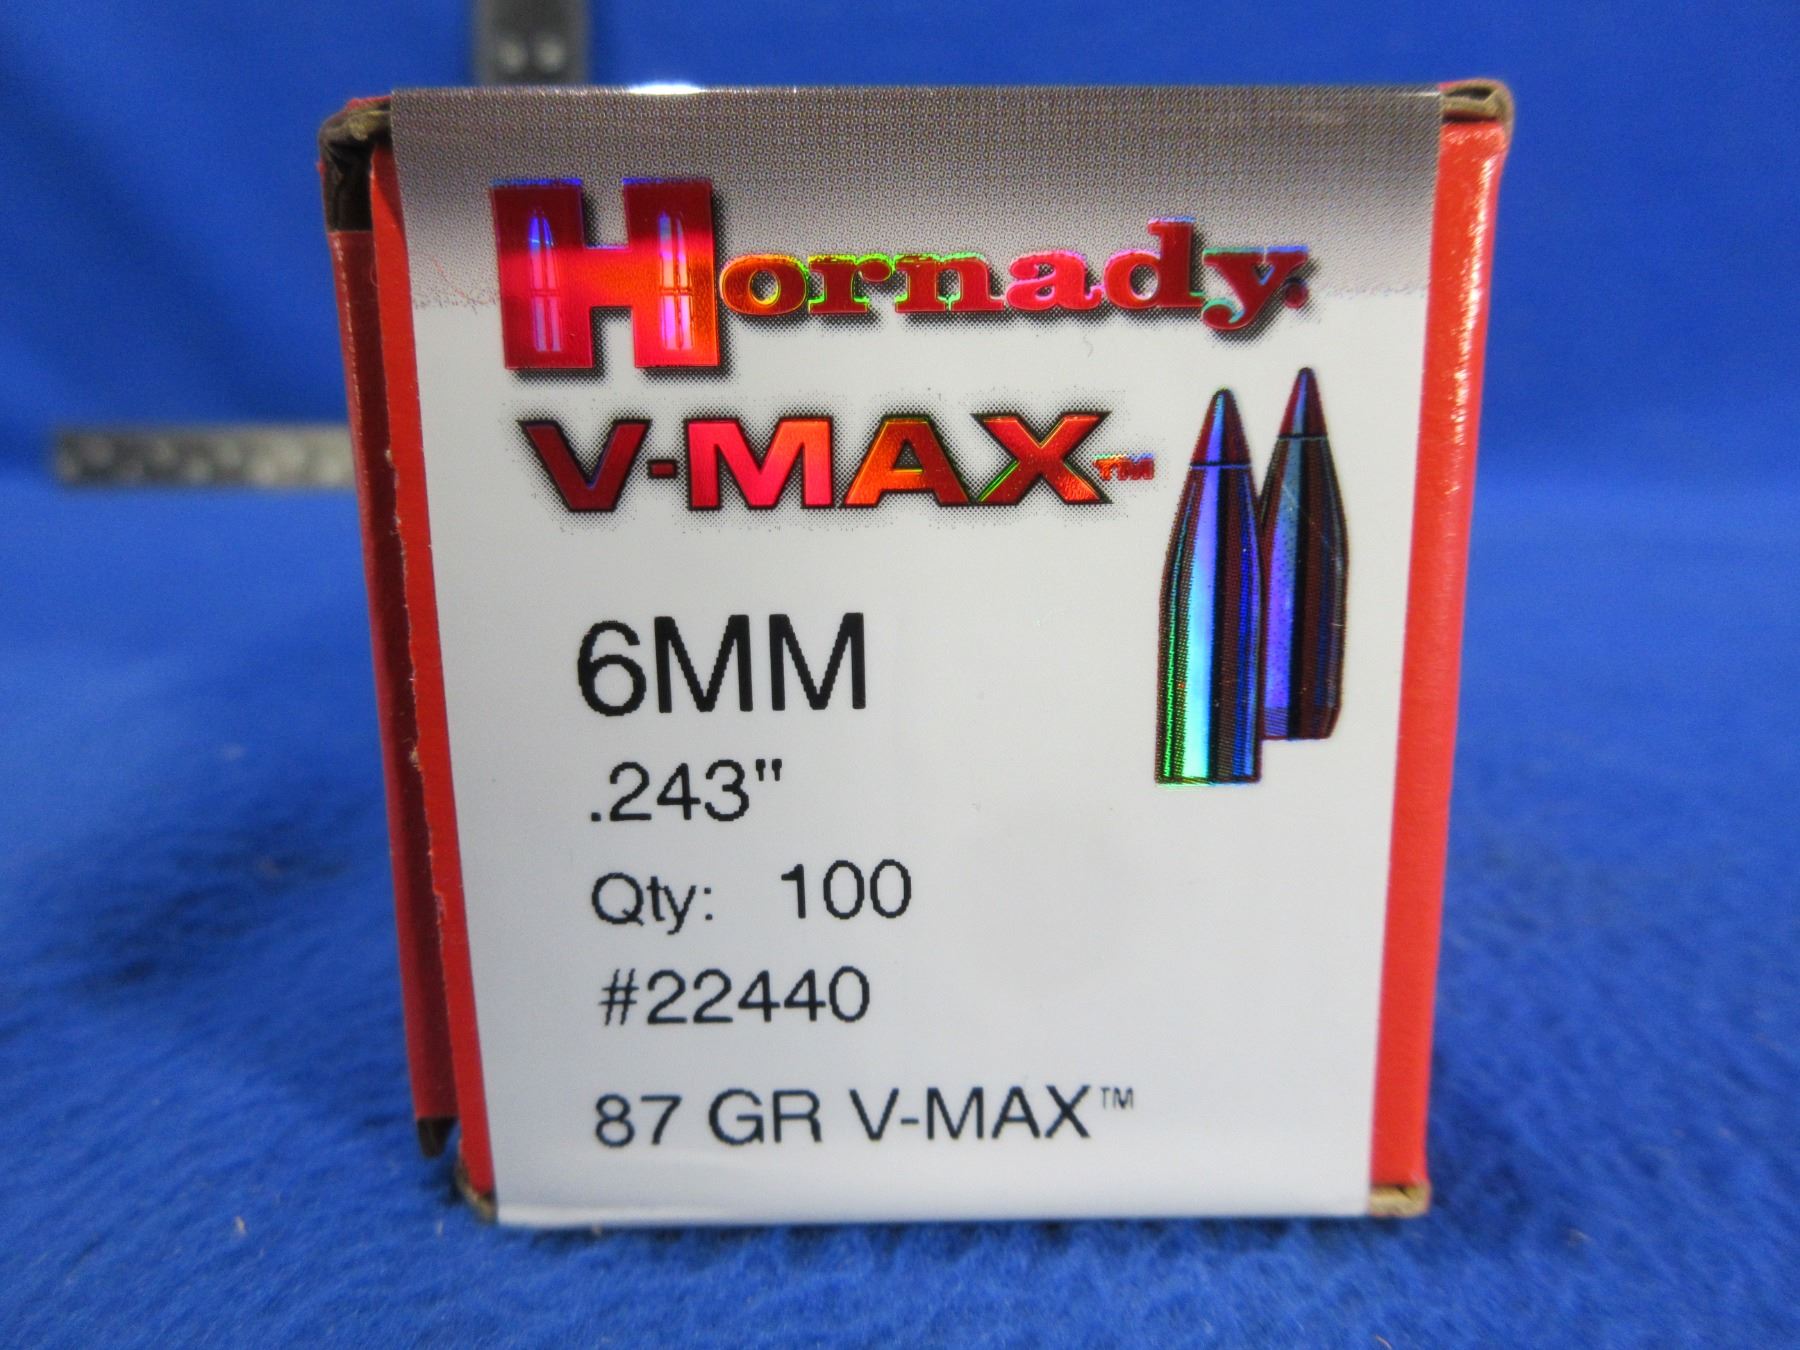 Hornady.
V-MAX™
6MM
.243"
Qty: 100
#22440
87 GR V-MAX™